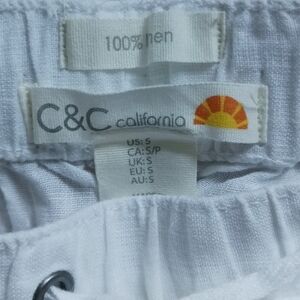 100% linen
C&C california
US: S
CA: S/P
UK: S
EU: S
AU: S